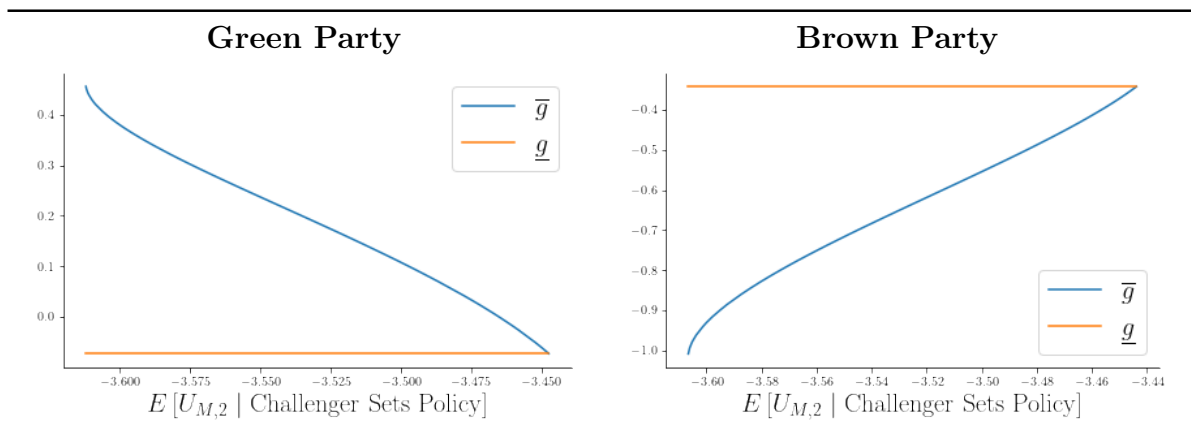 Green Party
0.4
0.3
0.2
0.1
0.0
−3.600 −3.575 −3.550 −3.525 −3.500 −3.475 −3.450
E [U_{M,2} | Challenger Sets Policy]
g̅
g̲
Brown Party
−0.4
−0.5
−0.6
−0.7
−0.8
−0.9
−1.0
−3.60 −3.58 −3.56 −3.54 −3.52 −3.50 −3.48 −3.46 −3.44
E [U_{M,2} | Challenger Sets Policy]
g̅
g̲